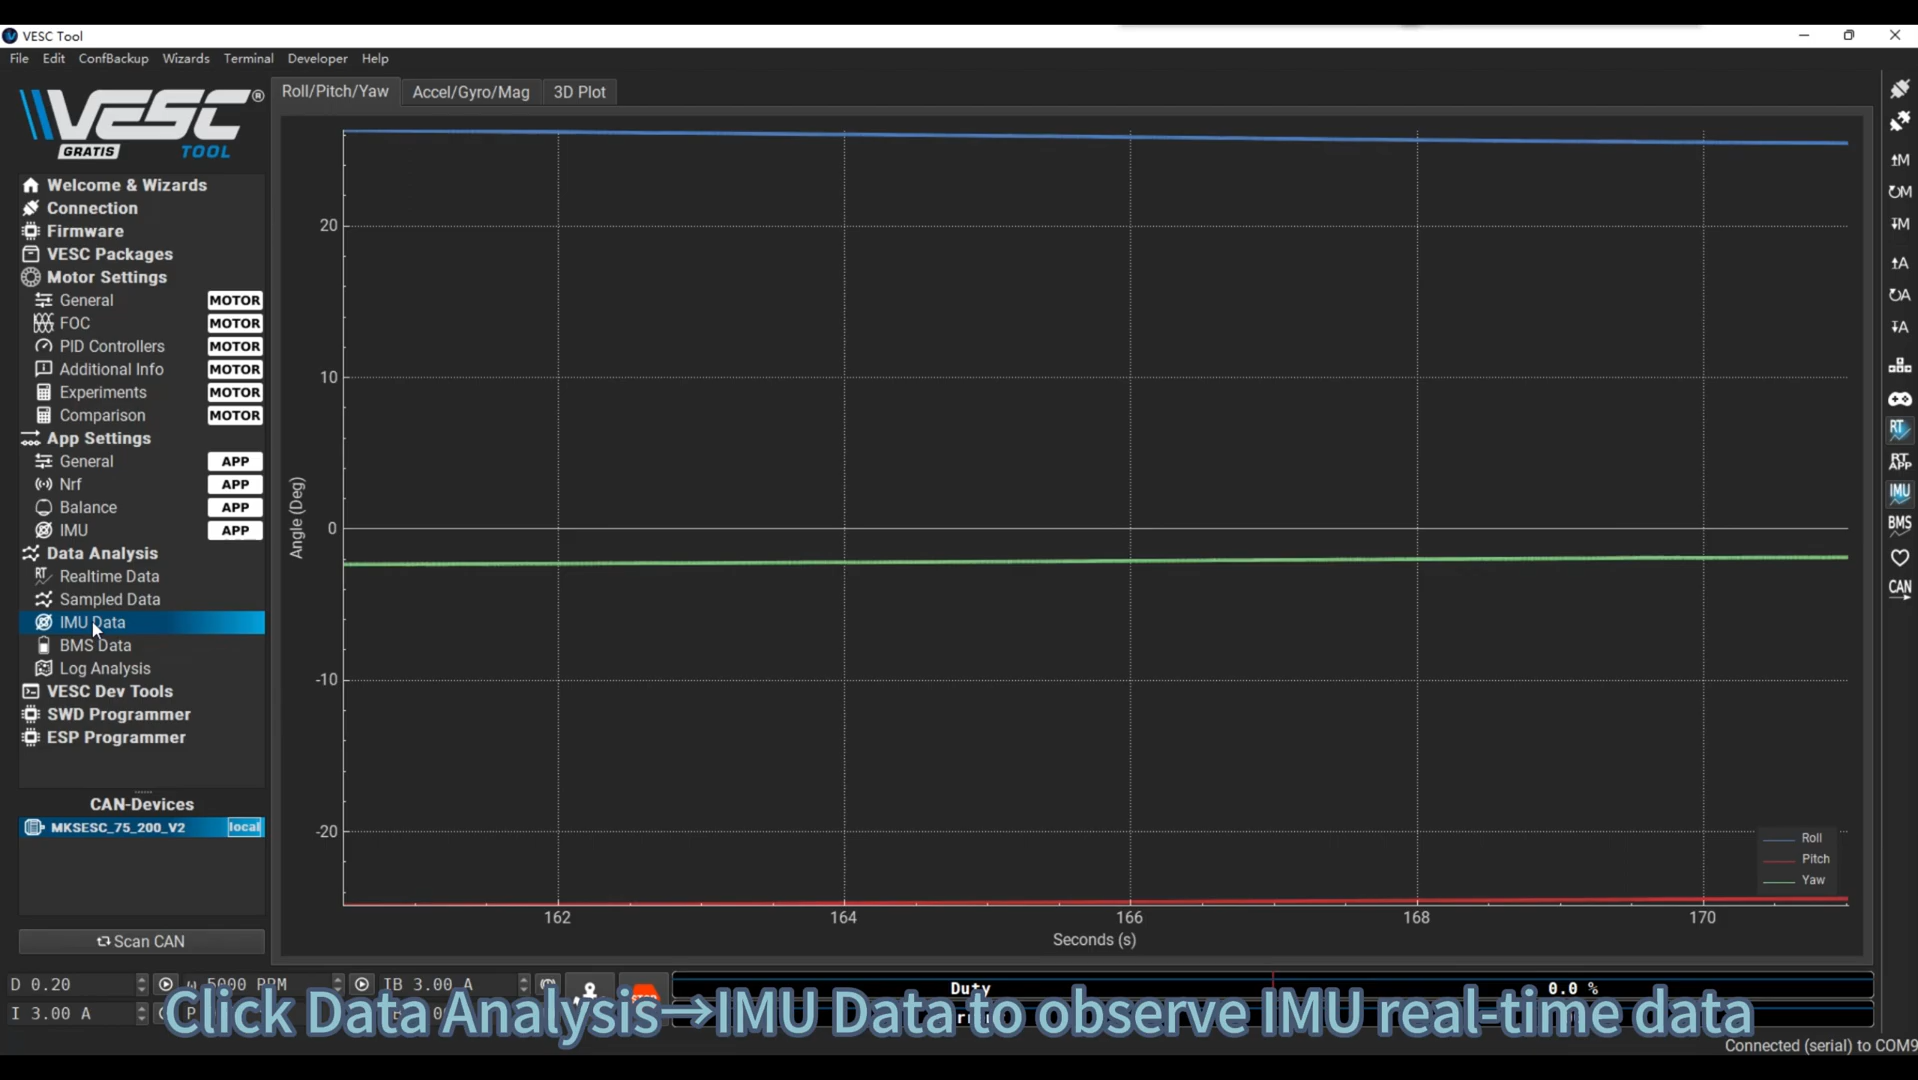 VESC Tool
File Edit ConfBackup Wizards Terminal Developer Help
VESC®
GRATIS TOOL
Welcome & Wizards
Connection
Firmware
VESC Packages
Motor Settings
General MOTOR
FOC MOTOR
PID Controllers MOTOR
Additional Info MOTOR
Experiments MOTOR
Comparison MOTOR
App Settings
General APP
Nrf APP
Balance APP
IMU APP
Data Analysis
RT Realtime Data
Sampled Data
IMU Data
BMS Data
Log Analysis
VESC Dev Tools
SWD Programmer
ESP Programmer
CAN-Devices
MKSESC_75_200_V2 local
Scan CAN
Roll/Pitch/Yaw Accel/Gyro/Mag 3D Plot
Angle (Deg)
20
10
0
-10
-20
162 164 166 168 170
Seconds (s)
Roll
Pitch
Yaw
M
M
M
A
A
A
RT
RT APP
IMU
BMS
CAN
D 0.20 ω 5000 RPM IB 3.00 A
Duty 0.0 %
I 3.00 A
Click Data Analysis→IMU Data to observe IMU real-time data
Connected (serial) to COM9